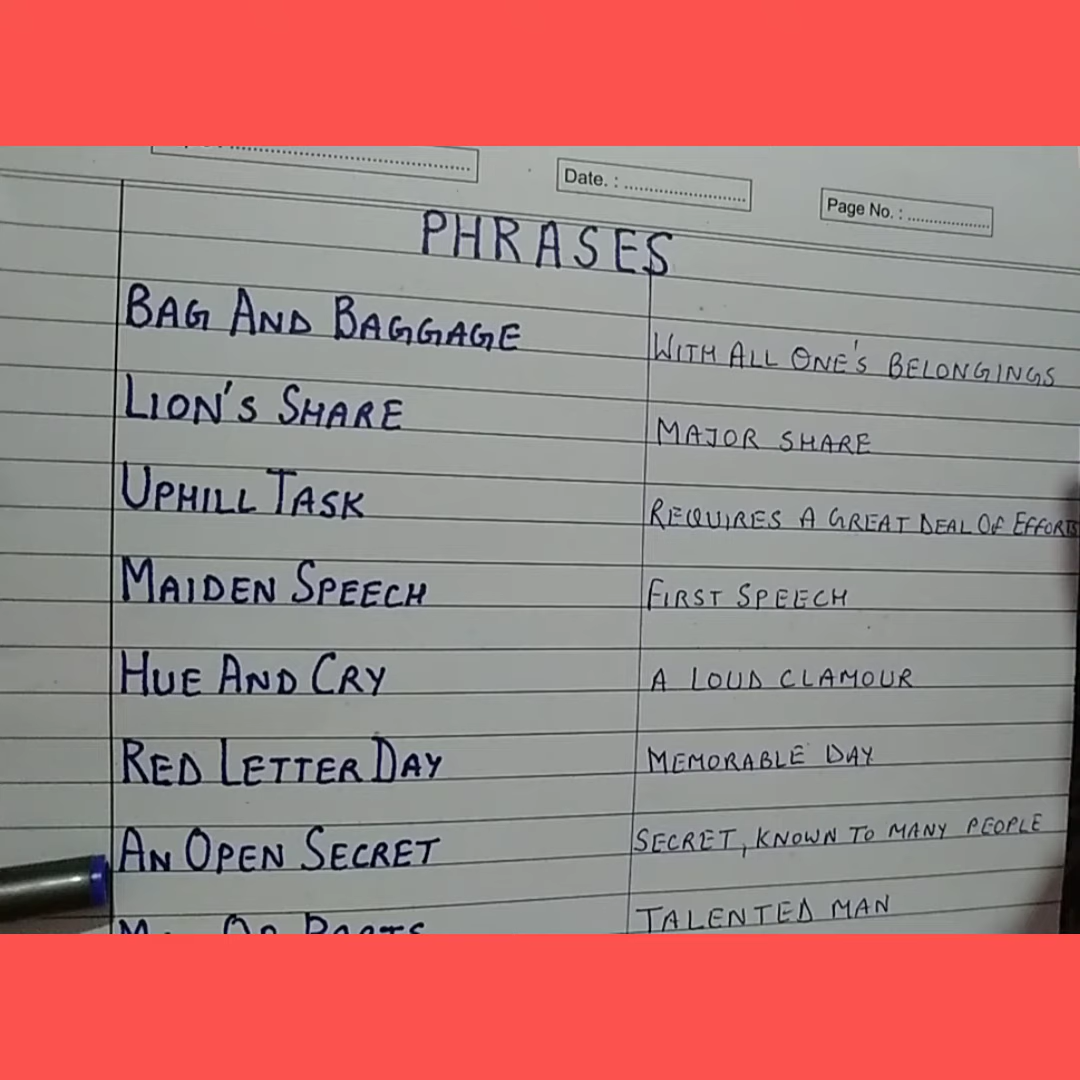 Date. : ............................
Page No. : ....................
PHRASES
BAG AND BAGGAGE WITH ALL ONE'S BELONGINGS
LION'S SHARE MAJOR SHARE
UPHILL TASK REQUIRES A GREAT DEAL OF EFFORTS
MAIDEN SPEECH FIRST SPEECH
HUE AND CRY A LOUD CLAMOUR
RED LETTER DAY MEMORABLE DAY
AN OPEN SECRET SECRET, KNOWN TO MANY PEOPLE
TALENTED MAN